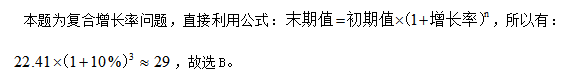 本题为复合增长率问题，直接利用公式：末期值=初期值×(1+增长率)ⁿ，所以有：
22.41×(1+10%)³≈29，故选B。